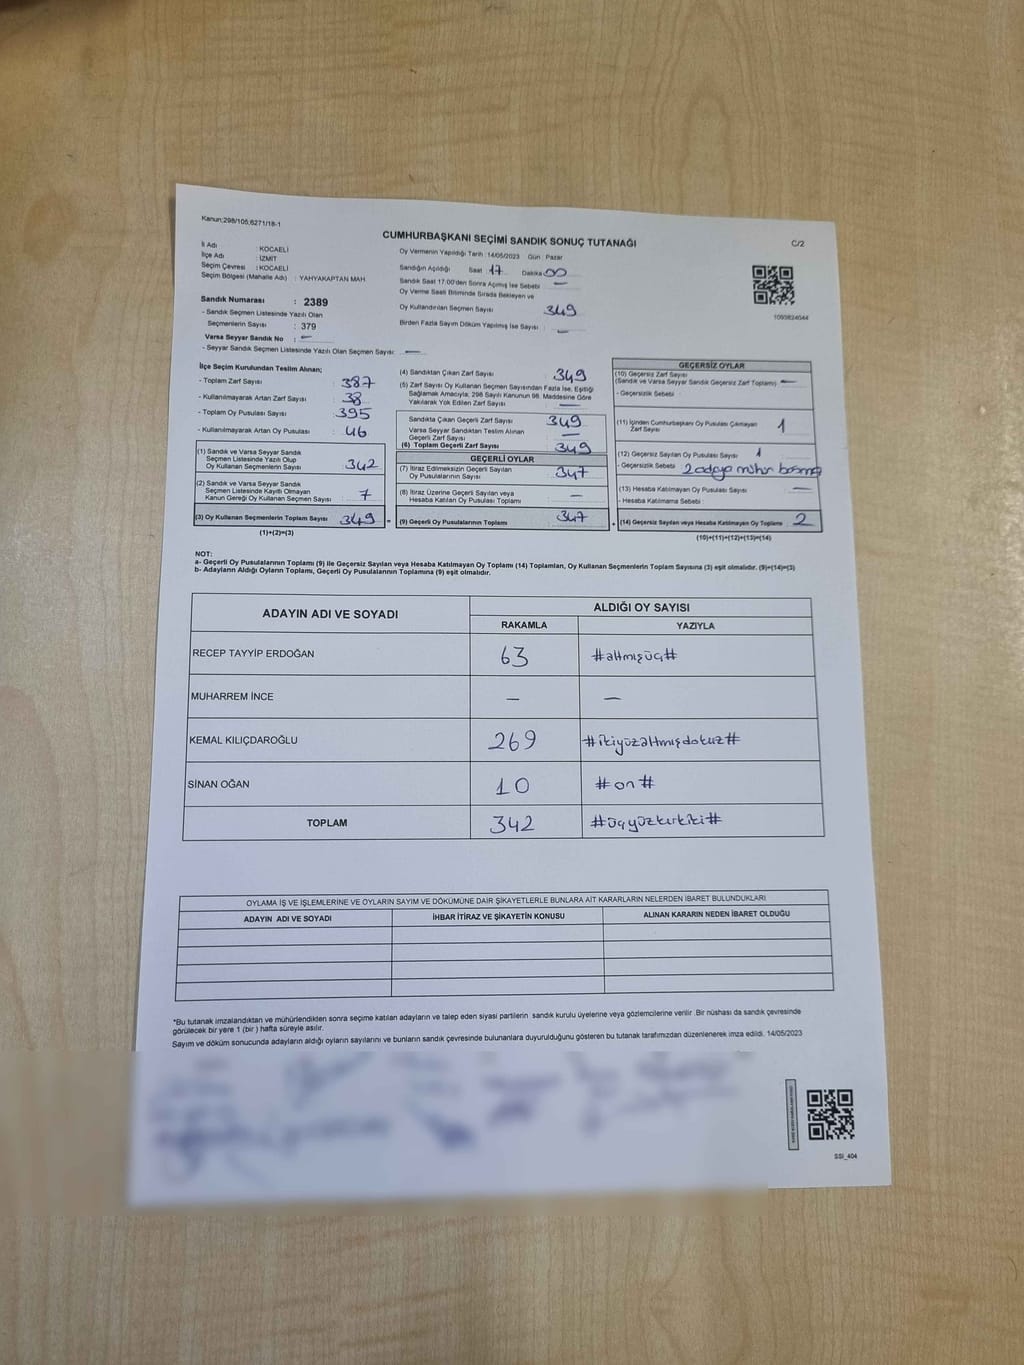 Kanun:298/105;6271/18-1
CUMHURBAŞKANI SEÇİMİ SANDIK SONUÇ TUTANAĞI
C/2
İl Adı : KOCAELİ
İlçe Adı : İZMİT
Seçim Çevresi : KOCAELİ
Seçim Bölgesi (Mahalle Adı) : YAHYAKAPTAN MAH.
Sandık Numarası : 2389
- Sandık Seçmen Listesinde Yazılı Olan
Seçmenlerin Sayısı : 379
Varsa Seyyar Sandık No : —
- Seyyar Sandık Seçmen Listesinde Yazılı Olan Seçmen Sayısı : —
Oy Vermenin Yapıldığı Tarih :14/05/2023 Gün : Pazar
Sandığın Açıldığı Saat : 17 Dakika : 00
Sandık Saat 17:00'den Sonra Açılmış İse Sebebi : —
Oy Verme Saati Bitiminde Sırada Bekleyen ve
Oy Kullandırılan Seçmen Sayısı : 349
Birden Fazla Sayım Döküm Yapılmış İse Sayısı : —
1093824044
İlçe Seçim Kurulundan Teslim Alınan;
- Toplam Zarf Sayısı : 387
- Kullanılmayarak Artan Zarf Sayısı : 38
- Toplam Oy Pusulası Sayısı : 395
- Kullanılmayarak Artan Oy Pusulası : 46
(1) Sandık ve Varsa Seyyar Sandık
Seçmen Listesinde Yazılı Olup
Oy Kullanan Seçmenlerin Sayısı : 342
(2) Sandık ve Varsa Seyyar Sandık
Seçmen Listesinde Kayıtlı Olmayan
Kanun Gereği Oy Kullanan Seçmen Sayısı : 7
(3) Oy Kullanan Seçmenlerin Toplam Sayısı : 349
(1)+(2)=(3)
(4) Sandıktan Çıkan Zarf Sayısı : 349
(5) Zarf Sayısı Oy Kullanan Seçmen Sayısından Fazla İse, Eşitliği
Sağlamak Amacıyla, 298 Sayılı Kanunun 98. Maddesine Göre
Yakılarak Yok Edilen Zarf Sayısı : —
Sandıkta Çıkan Geçerli Zarf Sayısı : 349
Varsa Seyyar Sandıktan Teslim Alınan
Geçerli Zarf Sayısı : —
(6) Toplam Geçerli Zarf Sayısı : 349
GEÇERLİ OYLAR
(7) İtiraz Edilmeksizin Geçerli Sayılan
Oy Pusulalarının Sayısı : 347
(8) İtiraz Üzerine Geçerli Sayılan veya
Hesaba Katılan Oy Pusulası Toplamı : —
= (9) Geçerli Oy Pusulalarının Toplamı : 347
GEÇERSİZ OYLAR
(10) Geçersiz Zarf Sayısı
(Sandık ve Varsa Seyyar Sandık Geçersiz Zarf Toplamı) : —
- Geçersizlik Sebebi :
(11) İçinden Cumhurbaşkanı Oy Pusulası Çıkmayan
Zarf Sayısı : 1
(12) Geçersiz Sayılan Oy Pusulası Sayısı : 1
- Geçersizlik Sebebi : 2 adaya mühür basma
(13) Hesaba Katılmayan Oy Pusulası Sayısı : —
- Hesaba Katılmama Sebebi :
+ (14) Geçersiz Sayılan veya Hesaba Katılmayan Oy Toplamı : 2
(10)+(11)+(12)+(13)=(14)
NOT:
a- Geçerli Oy Pusulalarının Toplamı (9) ile Geçersiz Sayılan veya Hesaba Katılmayan Oy Toplamı (14) Toplamları, Oy Kullanan Seçmenlerin Toplam Sayısına (3) eşit olmalıdır. (9)+(14)=(3)
b- Adayların Aldığı Oyların Toplamı, Geçerli Oy Pusulalarının Toplamına (9) eşit olmalıdır.
ADAYIN ADI VE SOYADI
ALDIĞI OY SAYISI
RAKAMLA YAZIYLA
RECEP TAYYİP ERDOĞAN 63 #altmışüç#
MUHARREM İNCE — —
KEMAL KILIÇDAROĞLU 269 #ikiyüzaltmışdokuz#
SİNAN OĞAN 10 #on#
TOPLAM 342 #üçyüzkırkiki#
OYLAMA İŞ VE İŞLEMLERİNE VE OYLARIN SAYIM VE DÖKÜMÜNE DAİR ŞİKAYETLERLE BUNLARA AİT KARARLARIN NELERDEN İBARET BULUNDUKLARI
ADAYIN ADI VE SOYADI İHBAR İTİRAZ VE ŞİKAYETİN KONUSU ALINAN KARARIN NEDEN İBARET OLDUĞU
*Bu tutanak imzalandıktan ve mühürlendikten sonra seçime katılan adayların ve talep eden siyasi partilerin sandık kurulu üyelerine veya gözlemcilerine verilir. Bir nüshası da sandık çevresinde
görülecek bir yere 1 (bir ) hafta süreyle asılır.
Sayım ve döküm sonucunda adayların aldığı oyların sayılarını ve bunların sandık çevresinde bulunanlara duyurulduğunu gösteren bu tutanak tarafımızdan düzenlenerek imza edildi. 14/05/2023
SSI_404